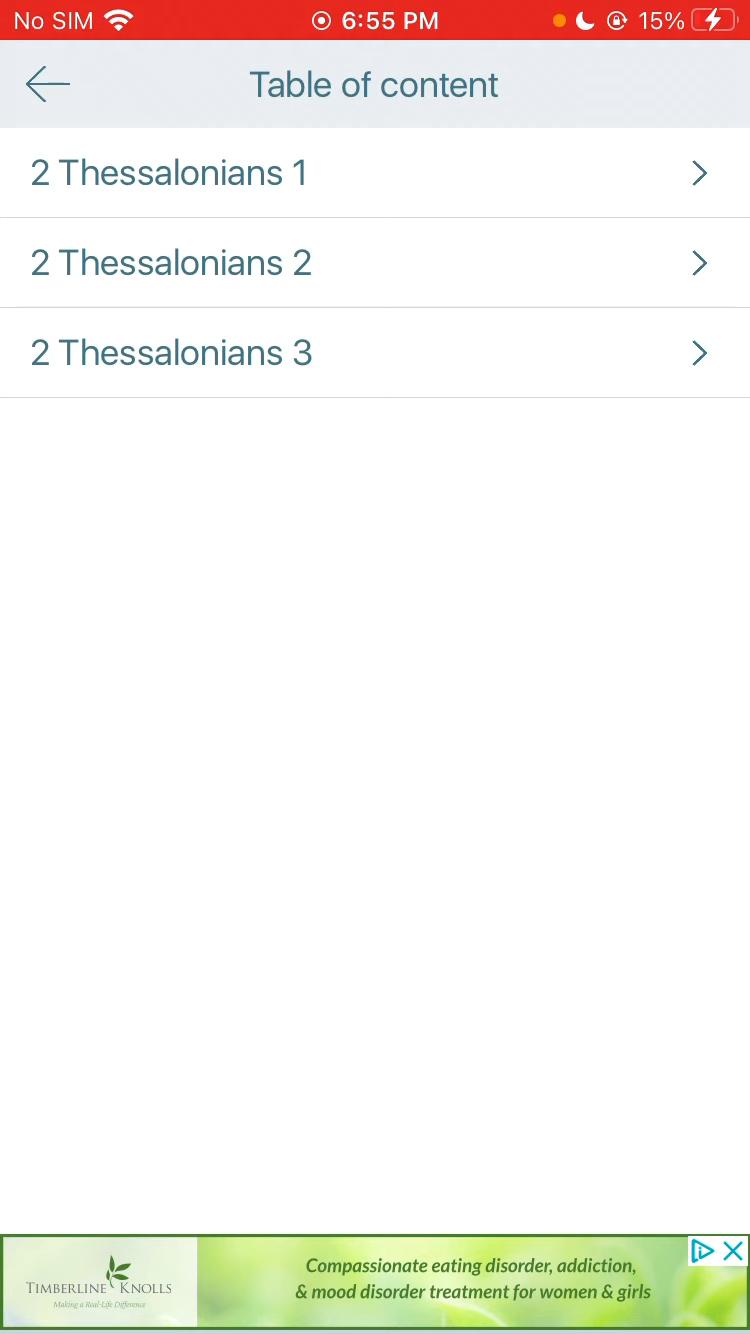 No SIM 6:55 PM 15%
Table of content
2 Thessalonians 1
2 Thessalonians 2
2 Thessalonians 3
TIMBERLINE KNOLLS
Making a Real-Life Difference
Compassionate eating disorder, addiction,
& mood disorder treatment for women & girls